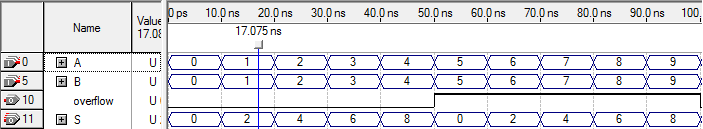 Name Value 17.08 0 ps 10.0 ns 20.0 ns 30.0 ns 40.0 ns 50.0 ns 60.0 ns 70.0 ns 80.0 ns 90.0 ns 100.
17.075 ns
0 A U 0 1 2 3 4 5 6 7 8 9
5 B U 0 1 2 3 4 5 6 7 8 9
10 overflow U
11 S U 0 2 4 6 8 0 2 4 6 8